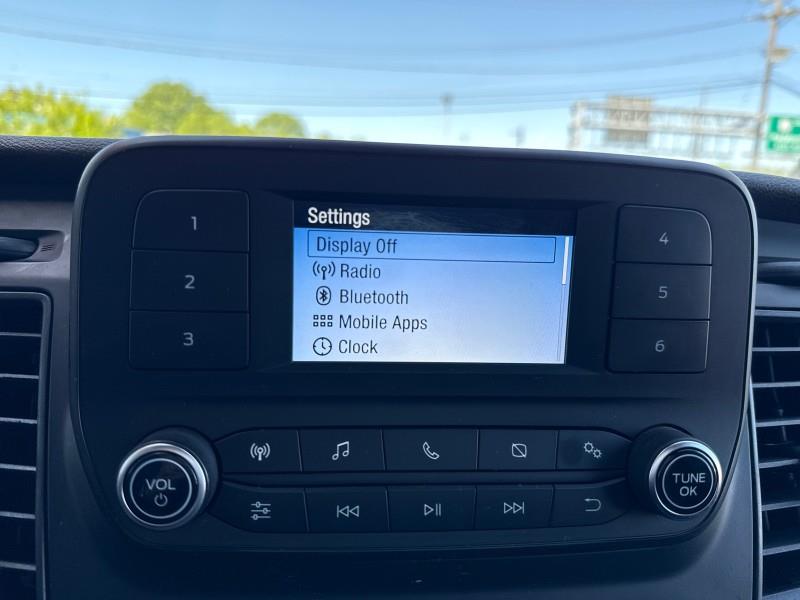 1
2
3
Settings
Display Off
Radio
Bluetooth
Mobile Apps
Clock
4
5
6
VOL
TUNE
OK